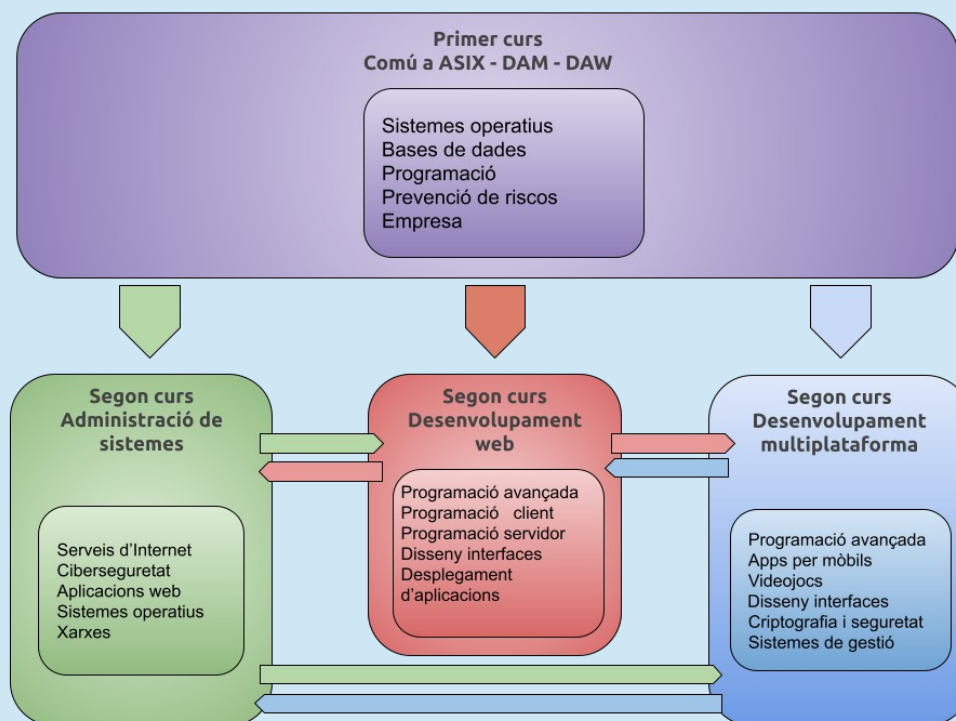 Primer curs
Comú a ASIX - DAM - DAW
Sistemes operatius
Bases de dades
Programació
Prevenció de riscos
Empresa
Segon curs
Administració de
sistemes
Serveis d'Internet
Ciberseguretat
Aplicacions web
Sistemes operatius
Xarxes
Segon curs
Desenvolupament
web
Programació avançada
Programació client
Programació servidor
Disseny interfaces
Desplegament
d'aplicacions
Segon curs
Desenvolupament
multiplataforma
Programació avançada
Apps per mòbils
Videojocs
Disseny interfaces
Criptografia i seguretat
Sistemes de gestió